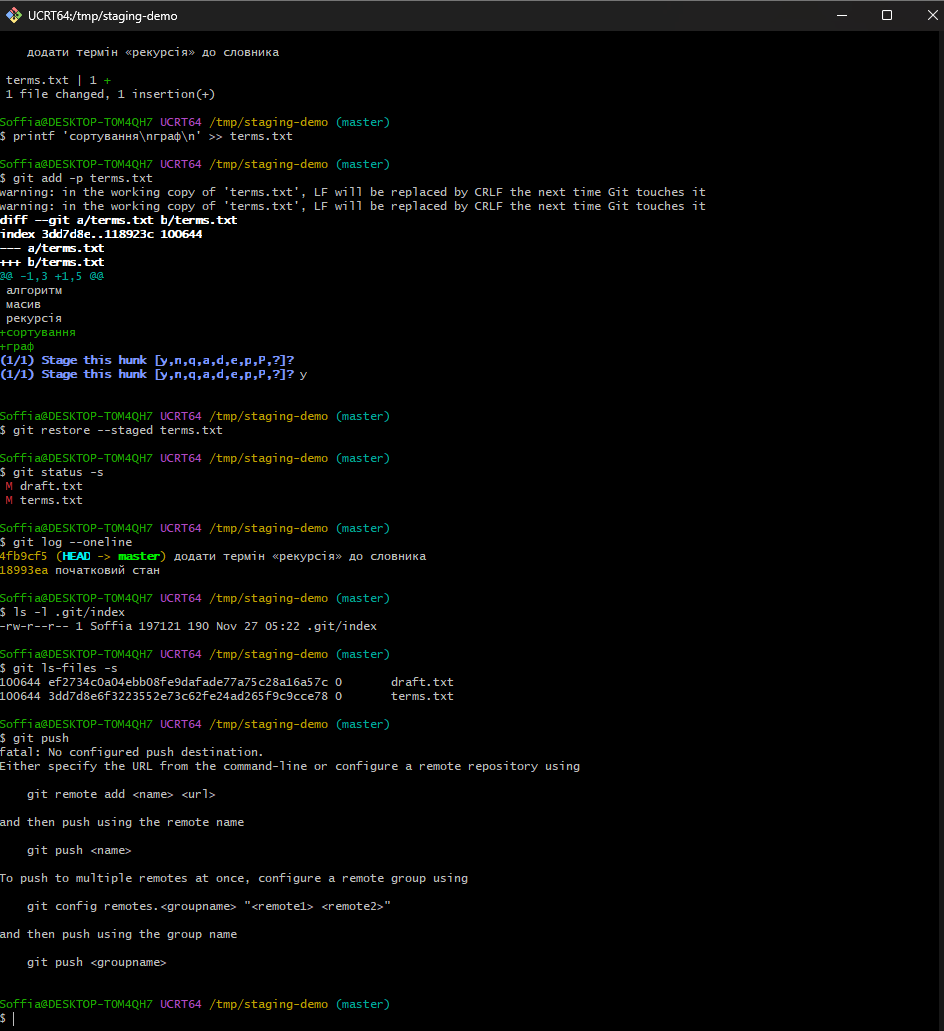 UCRT64:/tmp/staging-demo
    додати термін «рекурсія» до словника
 terms.txt | 1 +
 1 file changed, 1 insertion(+)
Soffia@DESKTOP-TOM4QH7 UCRT64 /tmp/staging-demo (master)
$ printf 'сортування\nграф\n' >> terms.txt
Soffia@DESKTOP-TOM4QH7 UCRT64 /tmp/staging-demo (master)
$ git add -p terms.txt
warning: in the working copy of 'terms.txt', LF will be replaced by CRLF the next time Git touches it
warning: in the working copy of 'terms.txt', LF will be replaced by CRLF the next time Git touches it
diff --git a/terms.txt b/terms.txt
index 3dd7d8e..118923c 100644
--- a/terms.txt
+++ b/terms.txt
@@ -1,3 +1,5 @@
 алгоритм
 масив
 рекурсія
+сортування
+граф
(1/1) Stage this hunk [y,n,q,a,d,e,p,P,?]?
(1/1) Stage this hunk [y,n,q,a,d,e,p,P,?]? y
Soffia@DESKTOP-TOM4QH7 UCRT64 /tmp/staging-demo (master)
$ git restore --staged terms.txt
Soffia@DESKTOP-TOM4QH7 UCRT64 /tmp/staging-demo (master)
$ git status -s
 M draft.txt
 M terms.txt
Soffia@DESKTOP-TOM4QH7 UCRT64 /tmp/staging-demo (master)
$ git log --oneline
4fb9cf5 (HEAD -> master) додати термін «рекурсія» до словника
18993ea початковий стан
Soffia@DESKTOP-TOM4QH7 UCRT64 /tmp/staging-demo (master)
$ ls -l .git/index
-rw-r--r-- 1 Soffia 197121 190 Nov 27 05:22 .git/index
Soffia@DESKTOP-TOM4QH7 UCRT64 /tmp/staging-demo (master)
$ git ls-files -s
100644 ef2734c0a04ebb08fe9dafade77a75c28a16a57c 0       draft.txt
100644 3dd7d8e6f3223552e73c62fe24ad265f9c9cce78 0       terms.txt
Soffia@DESKTOP-TOM4QH7 UCRT64 /tmp/staging-demo (master)
$ git push
fatal: No configured push destination.
Either specify the URL from the command-line or configure a remote repository using
    git remote add <name> <url>
and then push using the remote name
    git push <name>
To push to multiple remotes at once, configure a remote group using
    git config remotes.<groupname> "<remote1> <remote2>"
and then push using the group name
    git push <groupname>
Soffia@DESKTOP-TOM4QH7 UCRT64 /tmp/staging-demo (master)
$